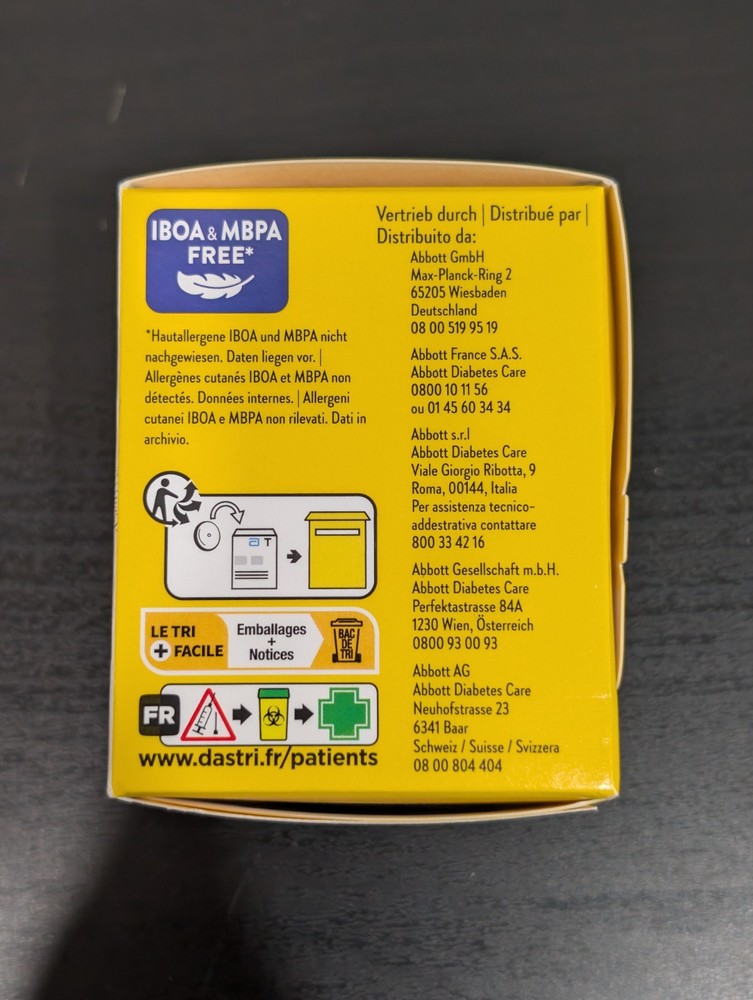 IBOA & MBPA
FREE*
*Hautallergene IBOA und MBPA nicht
nachgewiesen. Daten liegen vor. |
Allergènes cutanés IBOA et MBPA non
détectés. Données internes. | Allergeni
cutanei IBOA e MBPA non rilevati. Dati in
archivio.
T
LE TRI
+ FACILE
Emballages
+
Notices
BAC
DE
TRI
FR
www.dastri.fr/patients
Vertrieb durch | Distribué par |
Distribuito da:
Abbott GmbH
Max-Planck-Ring 2
65205 Wiesbaden
Deutschland
08 00 519 95 19
Abbott France S.A.S.
Abbott Diabetes Care
0800 10 11 56
ou 01 45 60 34 34
Abbott s.r.l
Abbott Diabetes Care
Viale Giorgio Ribotta, 9
Roma, 00144, Italia
Per assistenza tecnico-
addestrativa contattare
800 33 42 16
Abbott Gesellschaft m.b.H.
Abbott Diabetes Care
Perfektastrasse 84A
1230 Wien, Österreich
0800 93 00 93
Abbott AG
Abbott Diabetes Care
Neuhofstrasse 23
6341 Baar
Schweiz / Suisse / Svizzera
08 00 804 404